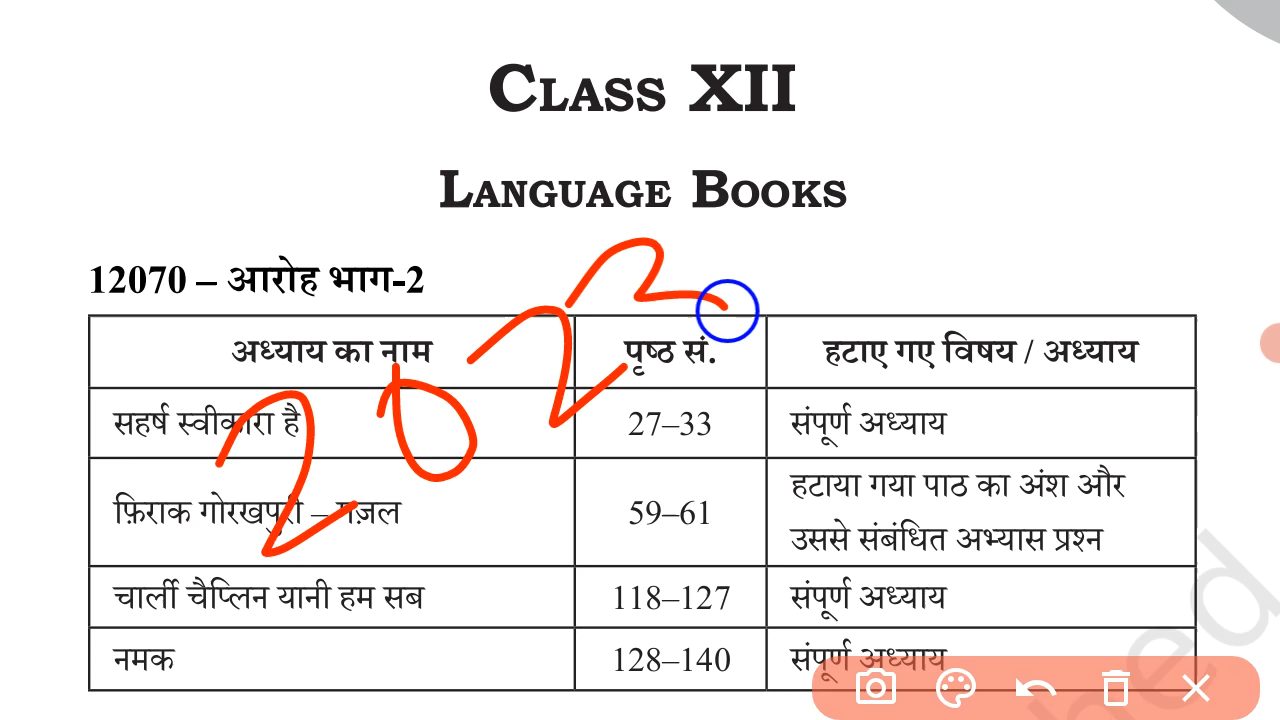 CLASS XII
LANGUAGE BOOKS
12070 – आरोह भाग-2
अध्याय का नाम पृष्ठ सं. हटाए गए विषय / अध्याय
सहर्ष स्वीकारा है 27–33 संपूर्ण अध्याय
फ़िराक गोरखपुरी – ग़ज़ल 59–61 हटाया गया पाठ का अंश और
उससे संबंधित अभ्यास प्रश्न
चार्ली चैप्लिन यानी हम सब 118–127 संपूर्ण अध्याय
नमक 128–140 संपूर्ण अध्याय
2023